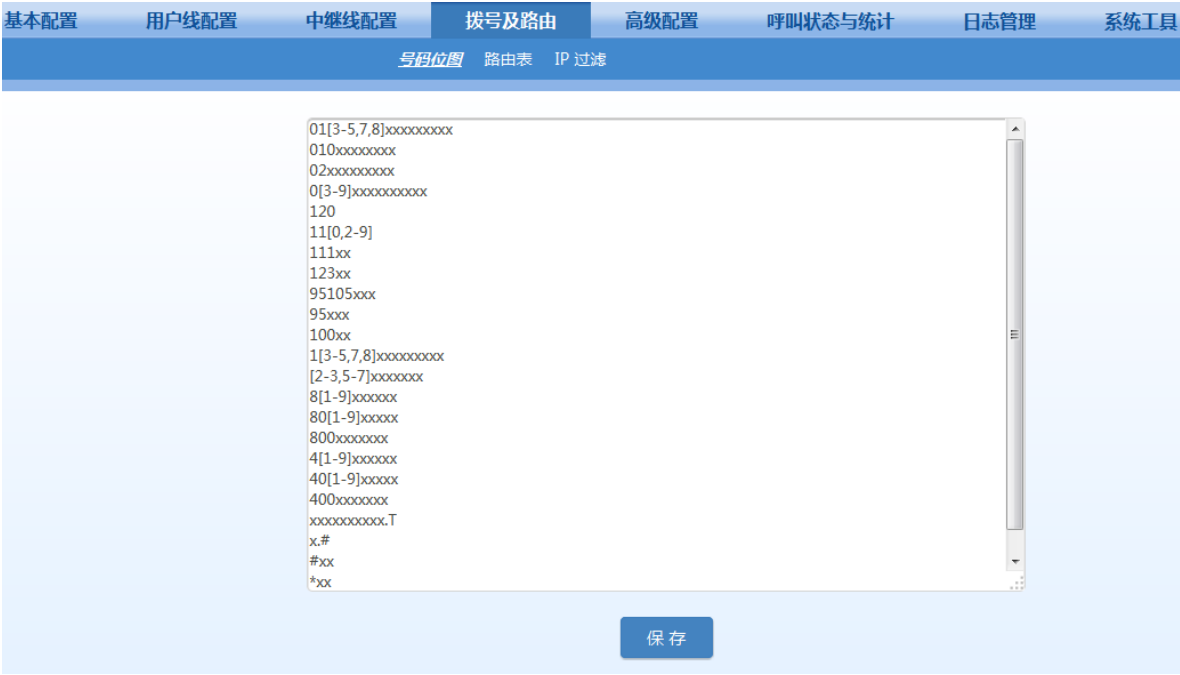 基本配置 用户线配置 中继线配置 拨号及路由 高级配置 呼叫状态与统计 日志管理 系统工具
号码位图 路由表 IP 过滤
01[3-5,7,8]xxxxxxxxx
010xxxxxxxx
02xxxxxxxxx
0[3-9]xxxxxxxxxx
120
11[0,2-9]
111xx
123xx
95105xxx
95xxx
100xx
1[3-5,7,8]xxxxxxxxx
[2-3,5-7]xxxxxxx
8[1-9]xxxxxx
80[1-9]xxxxx
800xxxxxxx
4[1-9]xxxxxx
40[1-9]xxxxx
400xxxxxxx
xxxxxxxxxx.T
x.#
#xx
*xx
保 存